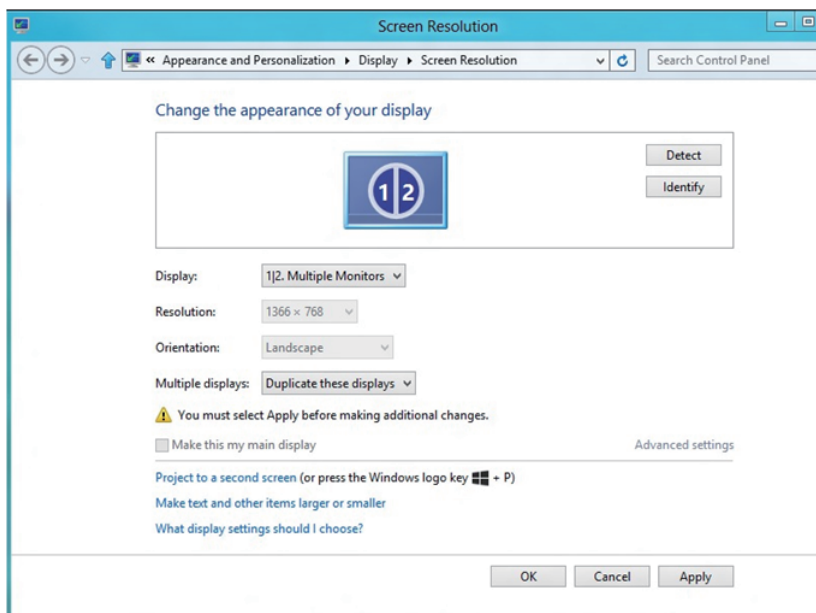 Screen Resolution
« Appearance and Personalization ▸ Display ▸ Screen Resolution Search Control Panel
Change the appearance of your display
1|2
Detect
Identify
Display: 1|2. Multiple Monitors
Resolution: 1366 × 768
Orientation: Landscape
Multiple displays: Duplicate these displays
You must select Apply before making additional changes.
Make this my main display Advanced settings
Project to a second screen (or press the Windows logo key + P)
Make text and other items larger or smaller
What display settings should I choose?
OK Cancel Apply